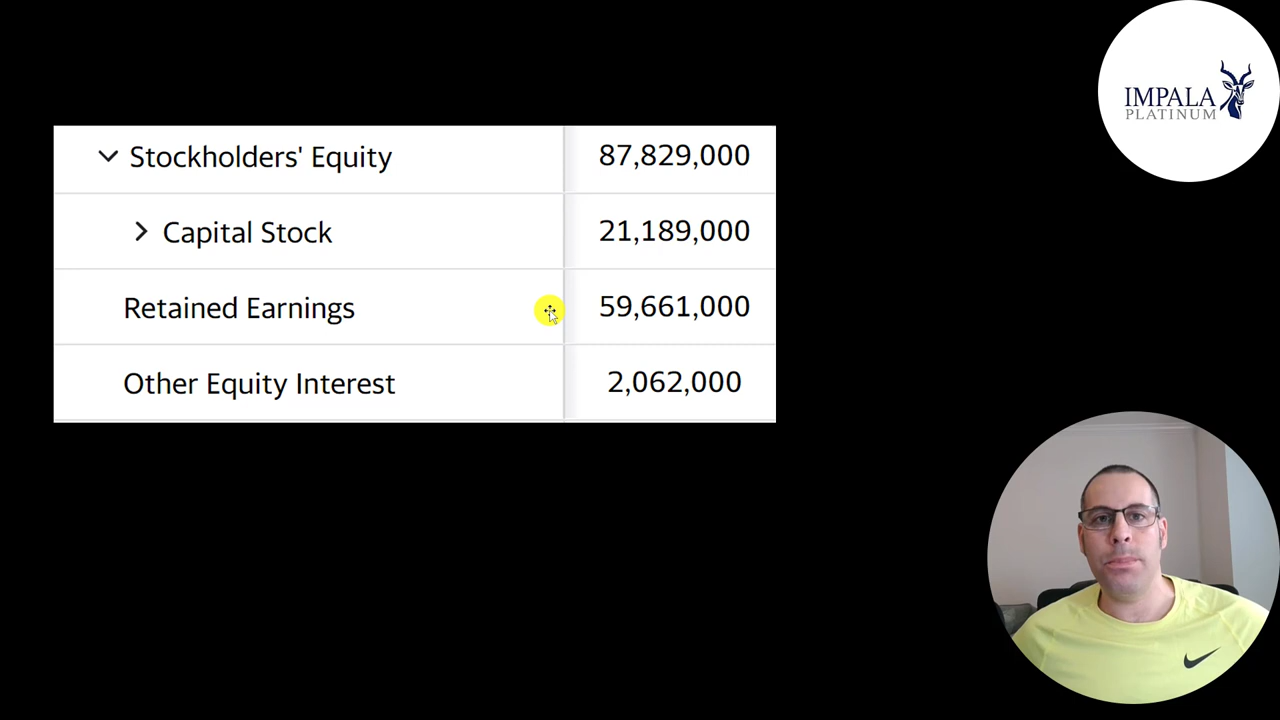 Stockholders' Equity 87,829,000
Capital Stock 21,189,000
Retained Earnings 59,661,000
Other Equity Interest 2,062,000
IMPALA
PLATINUM